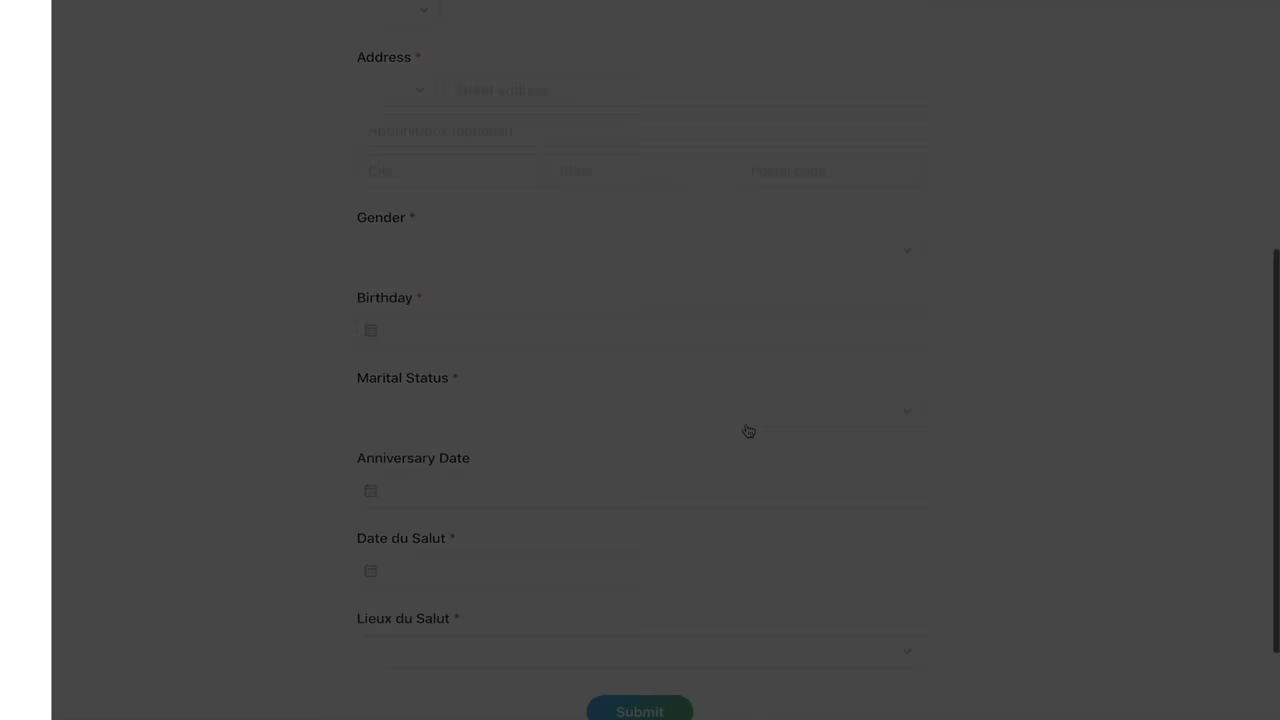 Address *
Street address
Apt/unit/box (optional)
City
State
Postal code
Gender *
Birthday *
Marital Status *
Anniversary Date
Date du Salut *
Lieux du Salut *
Submit